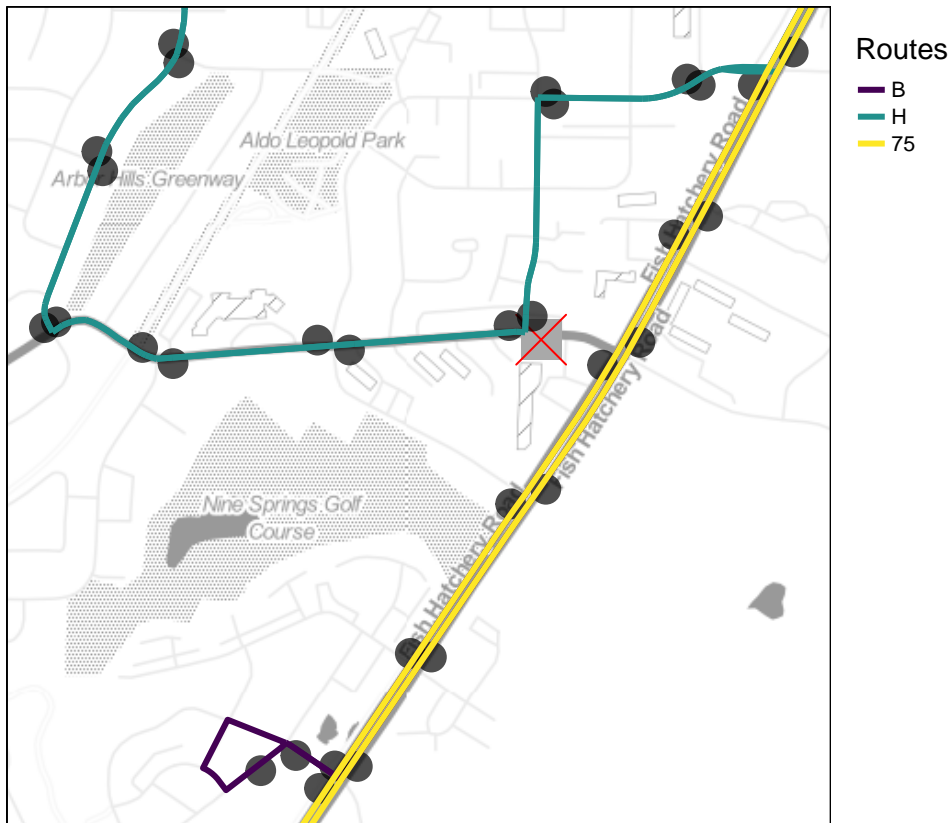 Routes
B
H
75
Aldo Leopold Park
Arbor Hills Greenway
Fish Hatchery Road
Fish Hatchery Road
Nine Springs Golf
Course
Fish Hatchery Road